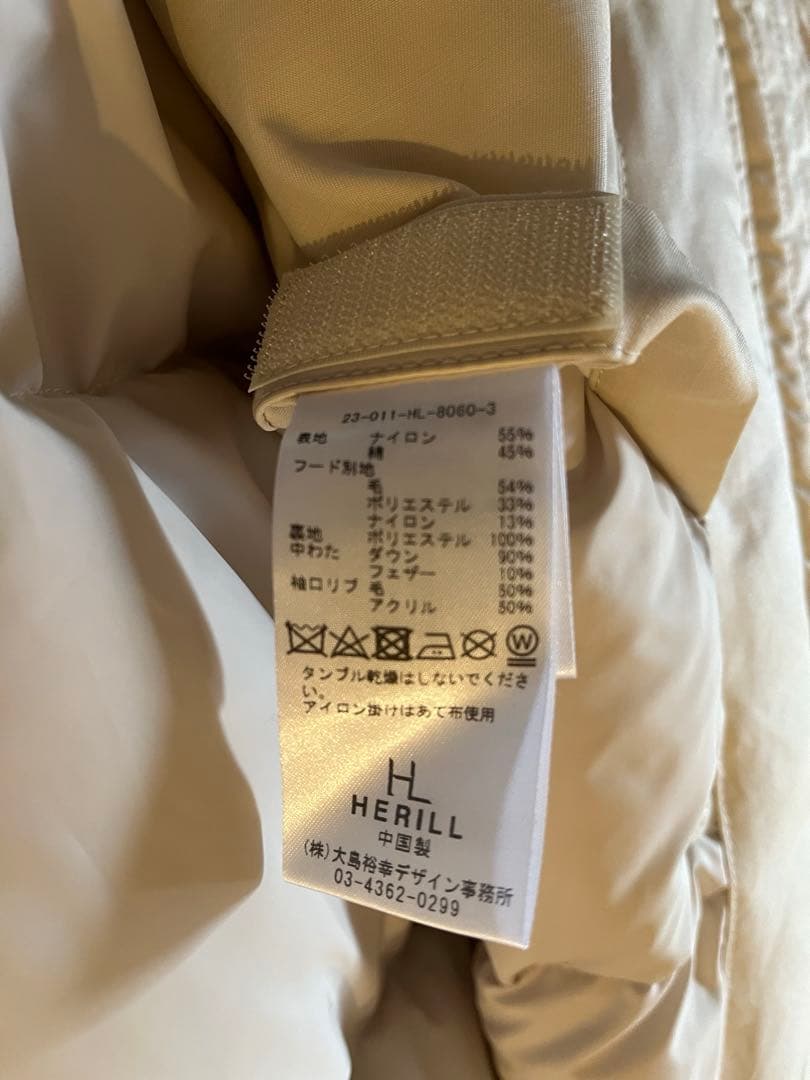 23-011-HL-8060-3
表地 ナイロン 55%
綿 45%
フード別地
毛 54%
ポリエステル 33%
ナイロン 13%
裏地 ポリエステル 100%
中わた ダウン 90%
フェザー 10%
袖口リブ 毛 50%
アクリル 50%
W
タンブル乾燥はしないでくださ
い。
アイロン掛けはあて布使用
HL
HERILL
中国製
(株)大島裕幸デザイン事務所
03-4362-0299